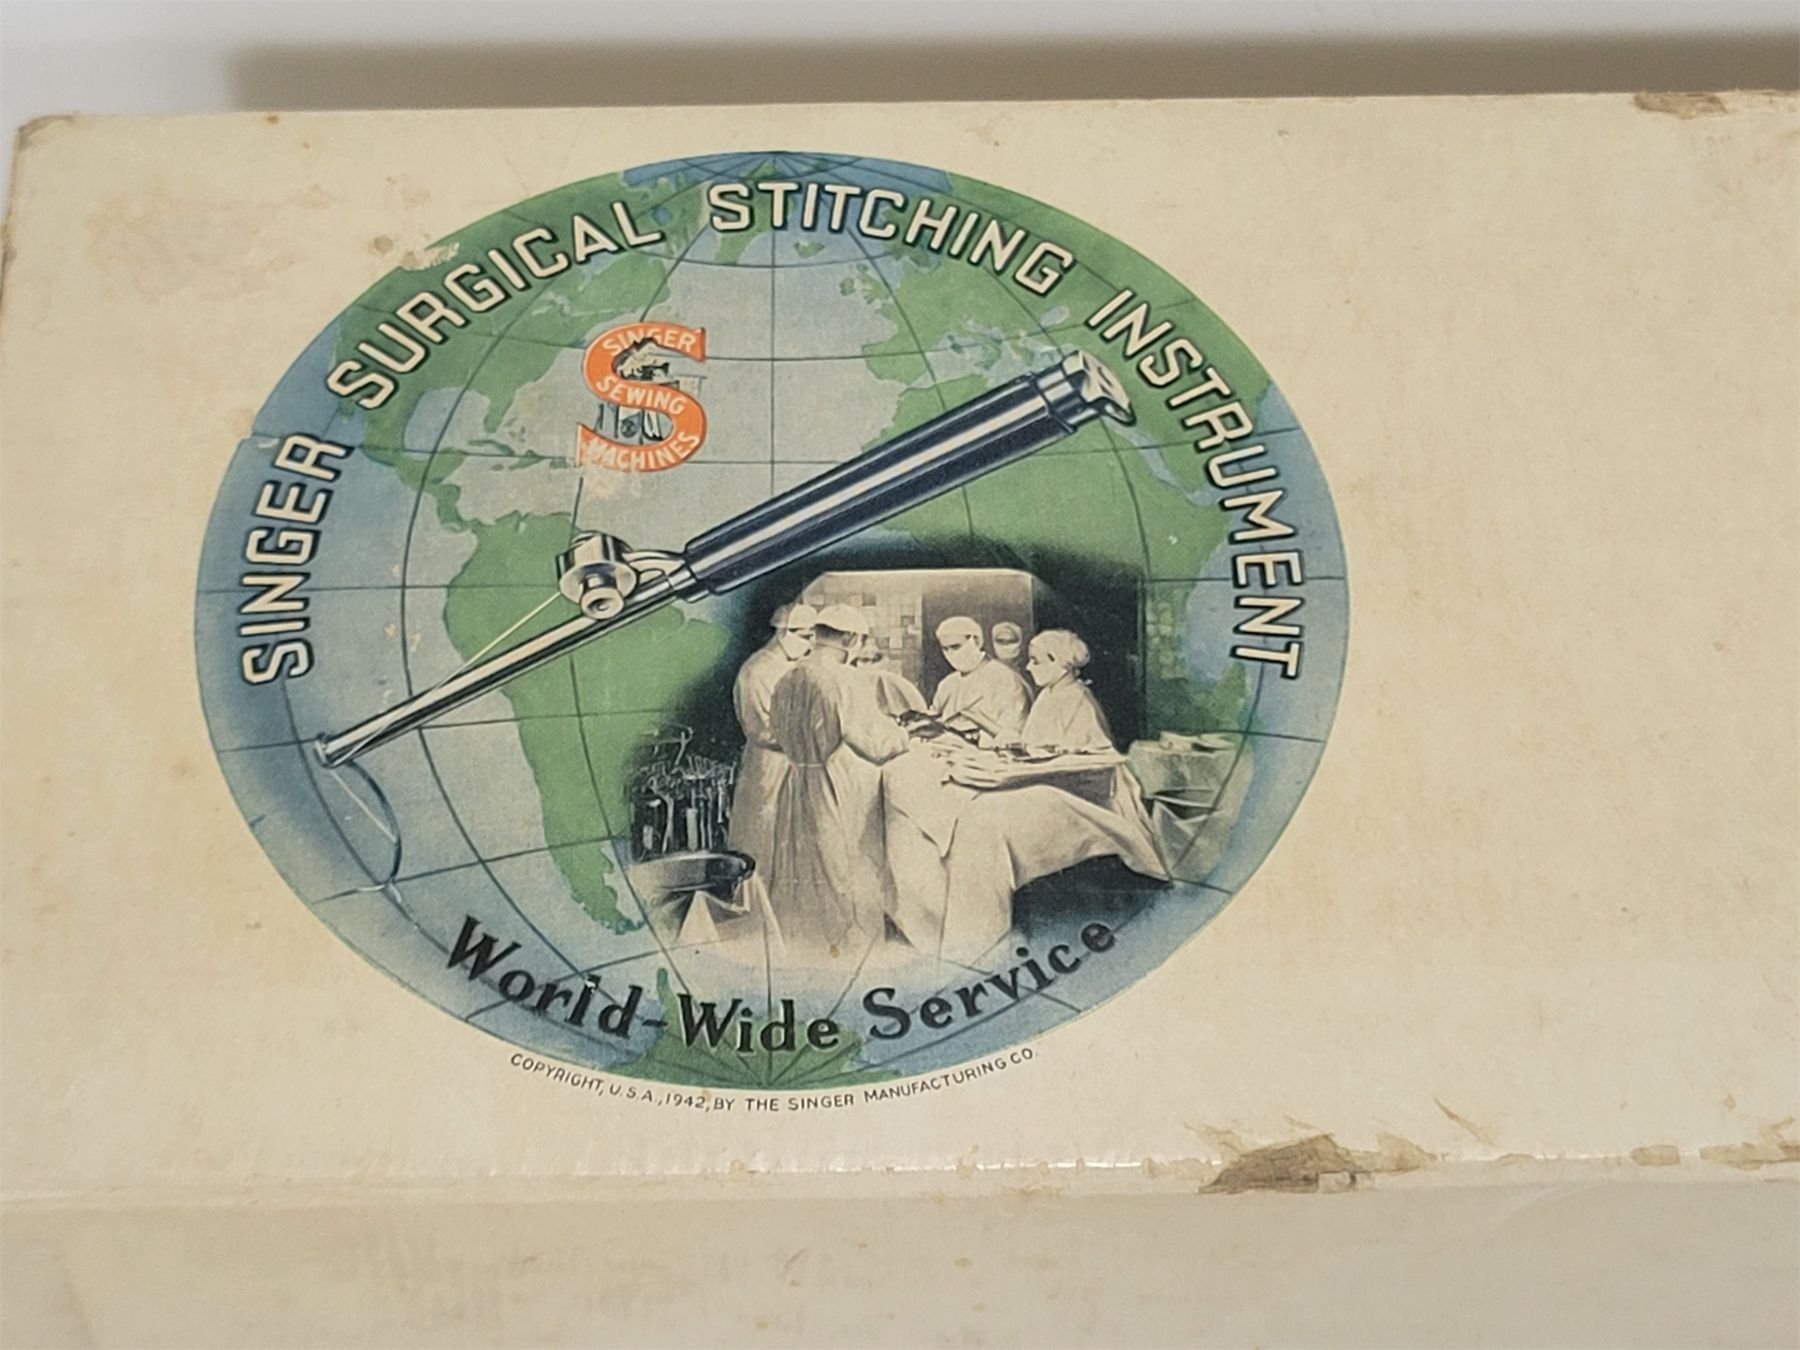 SINGER SURGICAL STITCHING INSTRUMENT
SINGER
SEWING
MACHINES
World-Wide Service
COPYRIGHT, U.S.A., 1942, BY THE SINGER MANUFACTURING CO.